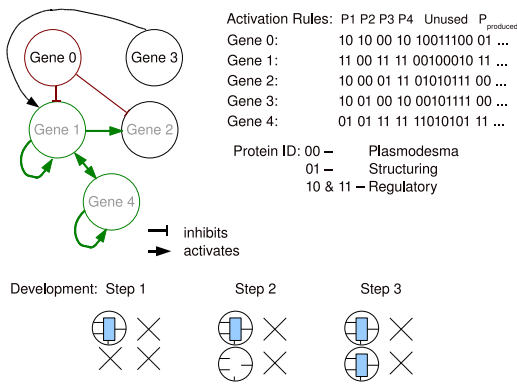 Gene 0
Gene 3
Gene 1
Gene 2
Gene 4
inhibits
activates
Activation Rules: P1 P2 P3 P4 Unused P produced
Gene 0: 10 10 00 10 10011100 01 ...
Gene 1: 11 00 11 11 00100010 11 ...
Gene 2: 10 00 01 11 01010111 00 ...
Gene 3: 10 01 00 10 00101111 00 ...
Gene 4: 01 01 11 11 11010101 11 ...
Protein ID: 00 – Plasmodesma
01 – Structuring
10 & 11 – Regulatory
Development: Step 1 Step 2 Step 3